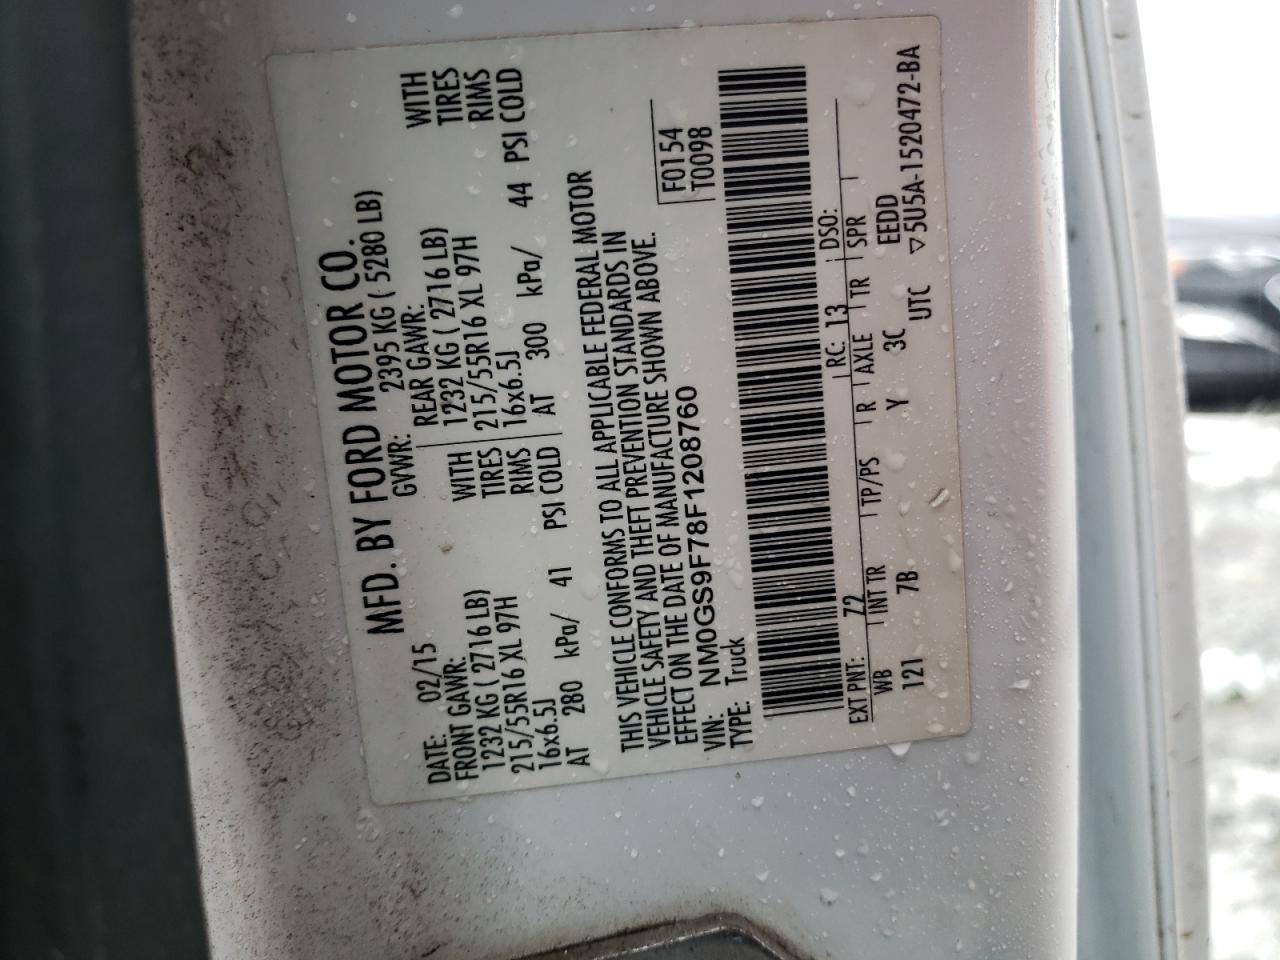 MFD. BY FORD MOTOR CO.
DATE: 02/15 GVWR: 2395 KG ( 5280 LB)
FRONT GAWR: REAR GAWR:
1232 KG ( 2716 LB) WITH 1232 KG ( 2716 LB) WITH
215/55R16 XL 97H TIRES 215/55R16 XL 97H TIRES
16x6.5J RIMS 16x6.5J RIMS
AT 280 kPa/ 41 PSI COLD AT 300 kPa/ 44 PSI COLD
THIS VEHICLE CONFORMS TO ALL APPLICABLE FEDERAL MOTOR
VEHICLE SAFETY AND THEFT PREVENTION STANDARDS IN
EFFECT ON THE DATE OF MANUFACTURE SHOWN ABOVE.
VIN: NM0GS9F78F1208760 F0154
TYPE: Truck T0098
EXT PNT: Z2 RC: 13 DSO:
WB INT TR TP/PS R AXLE TR SPR
121 7B Y 3C EEDD
UTC ▽5U5A-1520472-BA